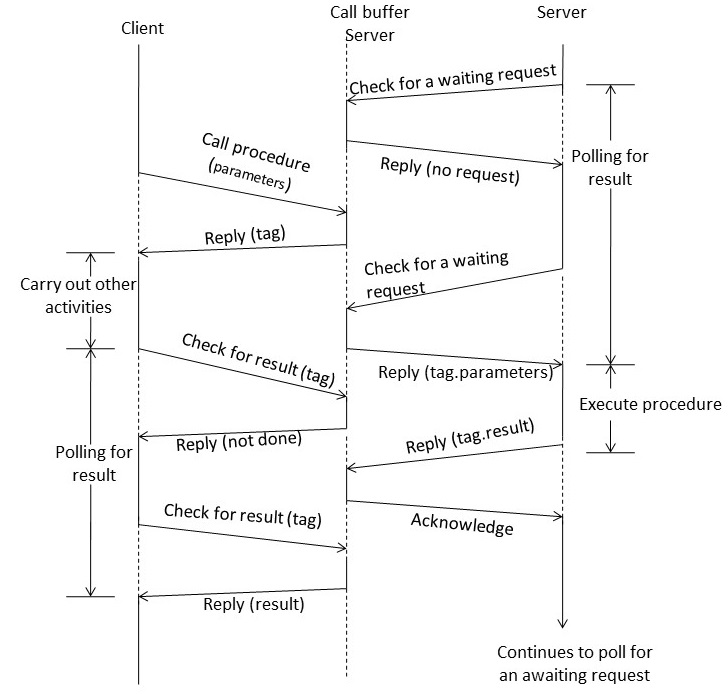 Client
Call buffer
Server
Server
Check for a waiting request
Call procedure
(parameters)
Reply (no request)
Polling for
result
Reply (tag)
Check for a waiting
request
Carry out other
activities
Check for result (tag)
Reply (tag.parameters)
Execute procedure
Reply (not done)
Reply (tag.result)
Polling for
result
Check for result (tag)
Acknowledge
Reply (result)
Continues to poll for
an awaiting request